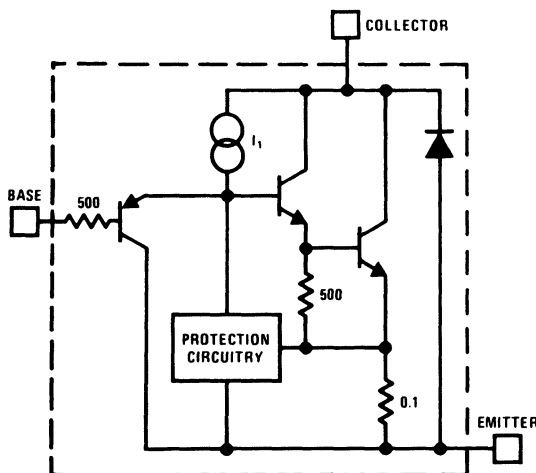 COLLECTOR
I₁
BASE
500
500
PROTECTION
CIRCUITRY
0.1
EMITTER